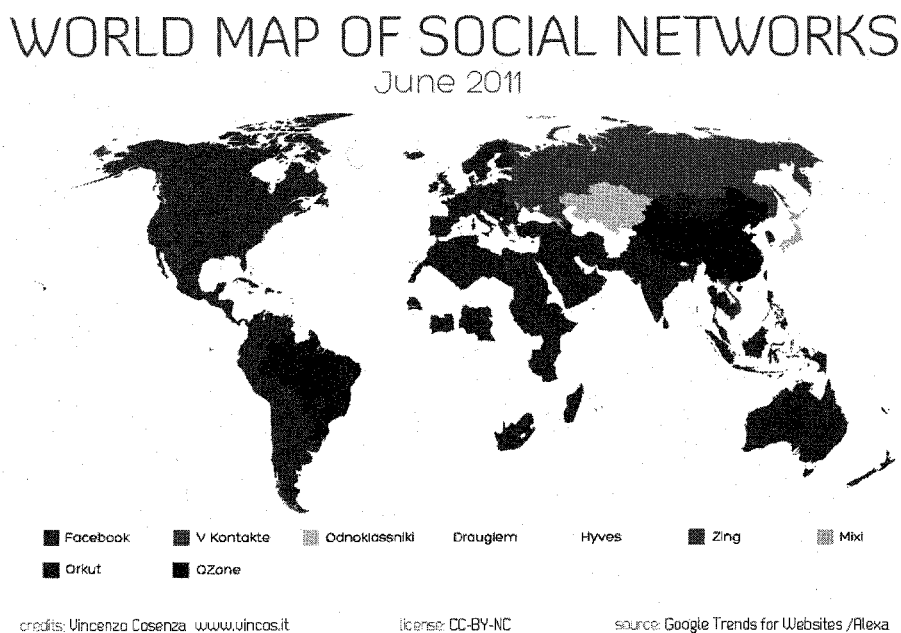 WORLD MAP OF SOCIAL NETWORKS
June 2011
Facebook V Kontakte Odnoklassniki Draugiem Hyves Zing Mixi
Orkut QZone
credits: Vincenzo Cosenza www.vincos.it license: CC-BY-NC source: Google Trends for Websites /Alexa